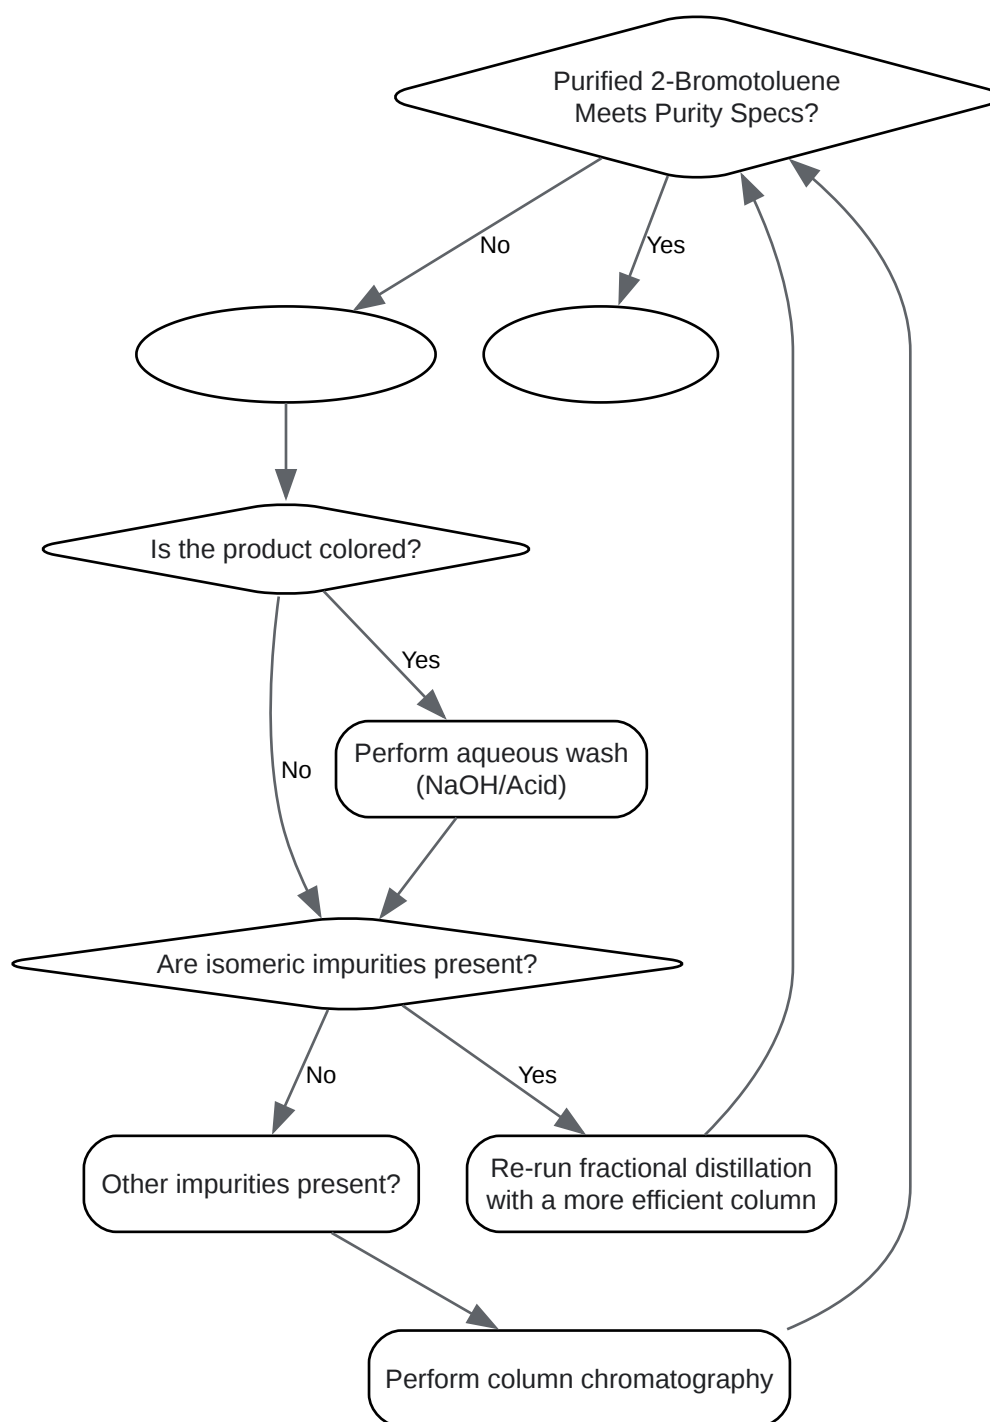 Purified 2-Bromotoluene
Meets Purity Specs?
No
Yes
Is the product colored?
Yes
No
Perform aqueous wash
(NaOH/Acid)
Are isomeric impurities present?
No
Yes
Other impurities present?
Re-run fractional distillation
with a more efficient column
Perform column chromatography